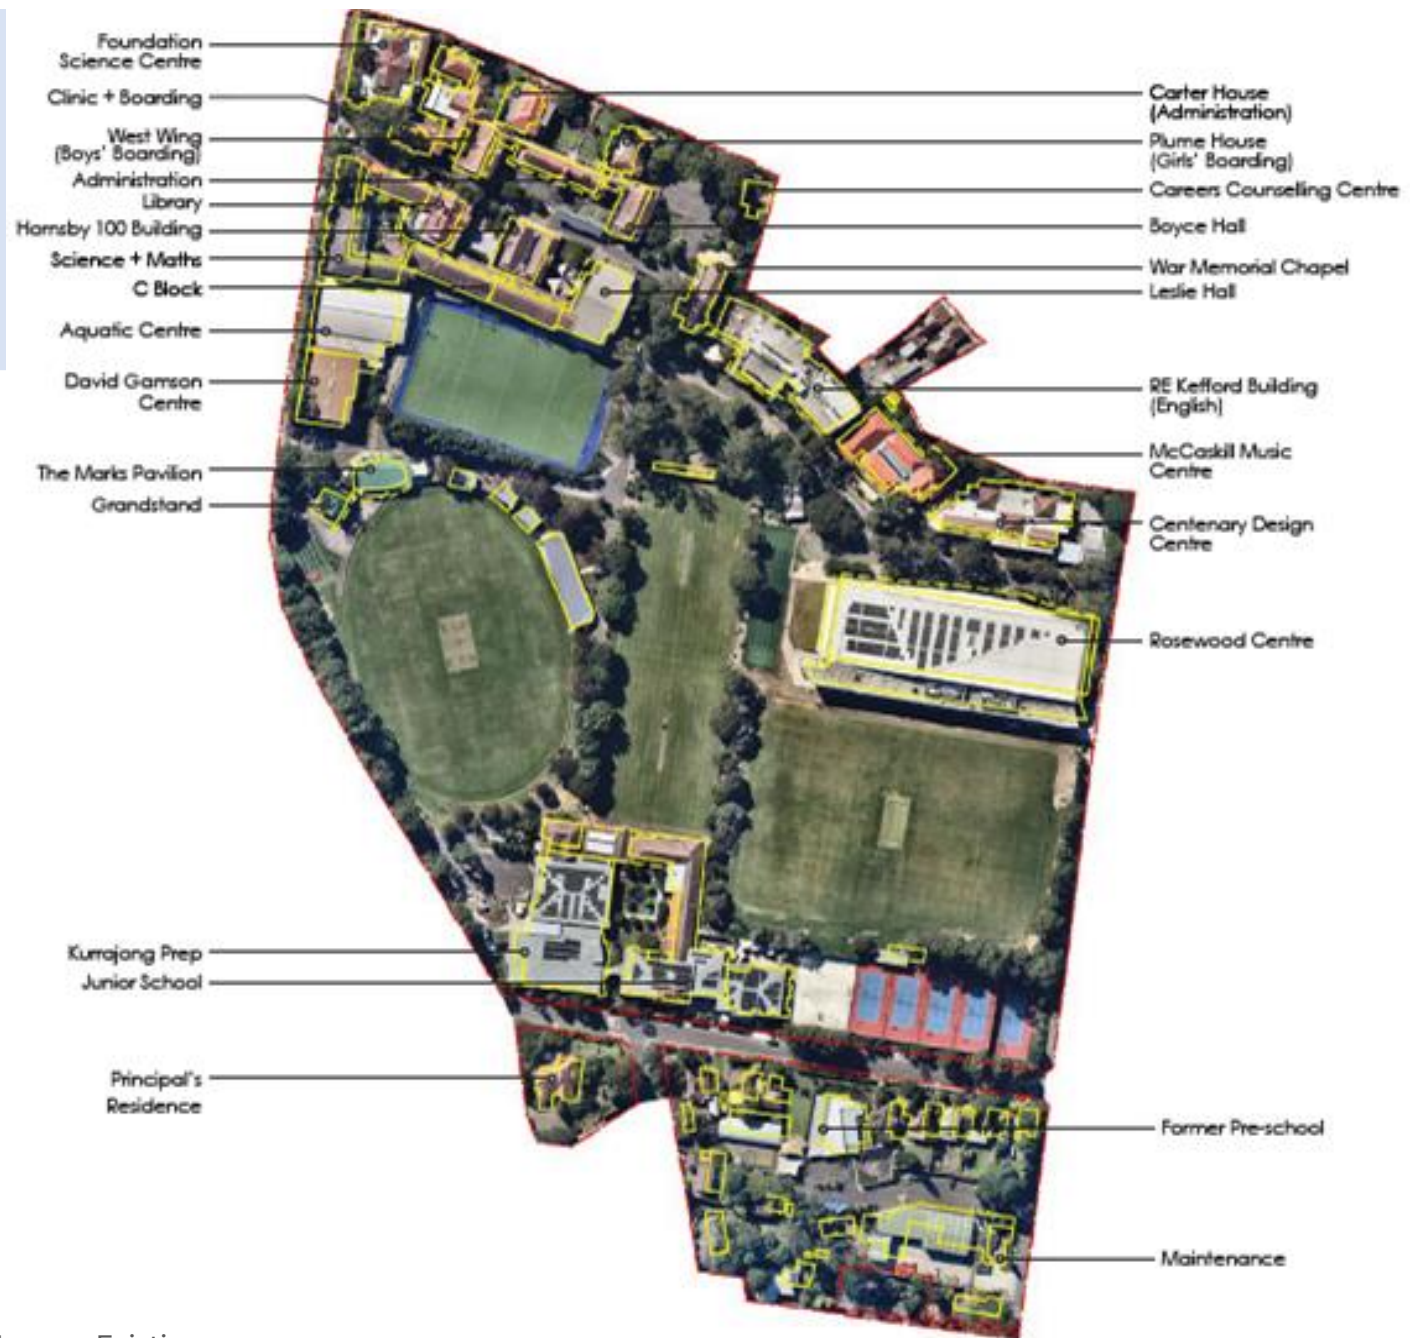 Foundation
Science Centre
Clinic + Boarding
West Wing
(Boys' Boarding)
Administration
Library
Hornsby 100 Building
Science + Maths
C Block
Aquatic Centre
David Gamson
Centre
The Marks Pavilion
Grandstand
Kurrajong Prep
Junior School
Principal's
Residence
Carter House
(Administration)
Plume House
(Girls' Boarding)
Careers Counselling Centre
Boyce Hall
War Memorial Chapel
Leslie Hall
RE Kefford Building
(English)
McCaskill Music
Centre
Centenary Design
Centre
Rosewood Centre
Former Pre-school
Maintenance